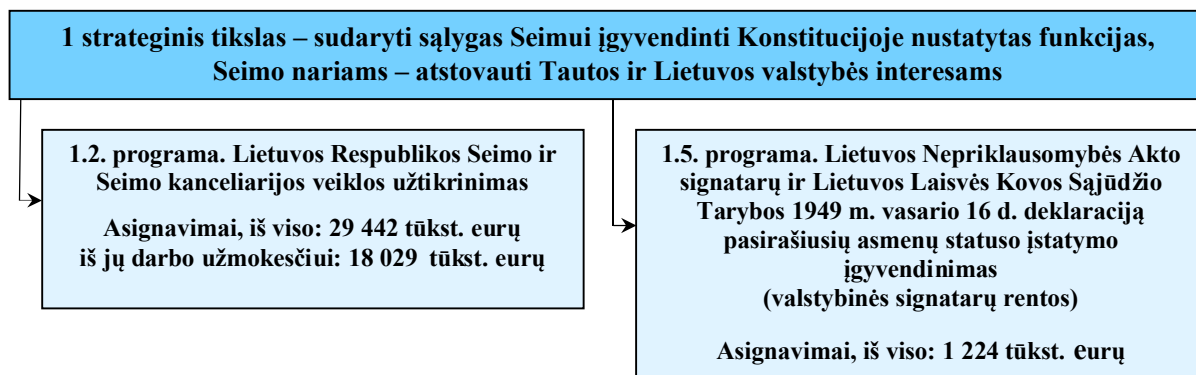 1 strateginis tikslas – sudaryti sąlygas Seimui įgyvendinti Konstitucijoje nustatytas funkcijas,
Seimo nariams – atstovauti Tautos ir Lietuvos valstybės interesams
1.2. programa. Lietuvos Respublikos Seimo ir
Seimo kanceliarijos veiklos užtikrinimas
Asignavimai, iš viso: 29 442 tūkst. eurų
iš jų darbo užmokesčiui: 18 029 tūkst. eurų
1.5. programa. Lietuvos Nepriklausomybės Akto
signatarų ir Lietuvos Laisvės Kovos Sąjūdžio
Tarybos 1949 m. vasario 16 d. deklaraciją
pasirašiusių asmenų statuso įstatymo
įgyvendinimas
(valstybinės signatarų rentos)
Asignavimai, iš viso: 1 224 tūkst. eurų